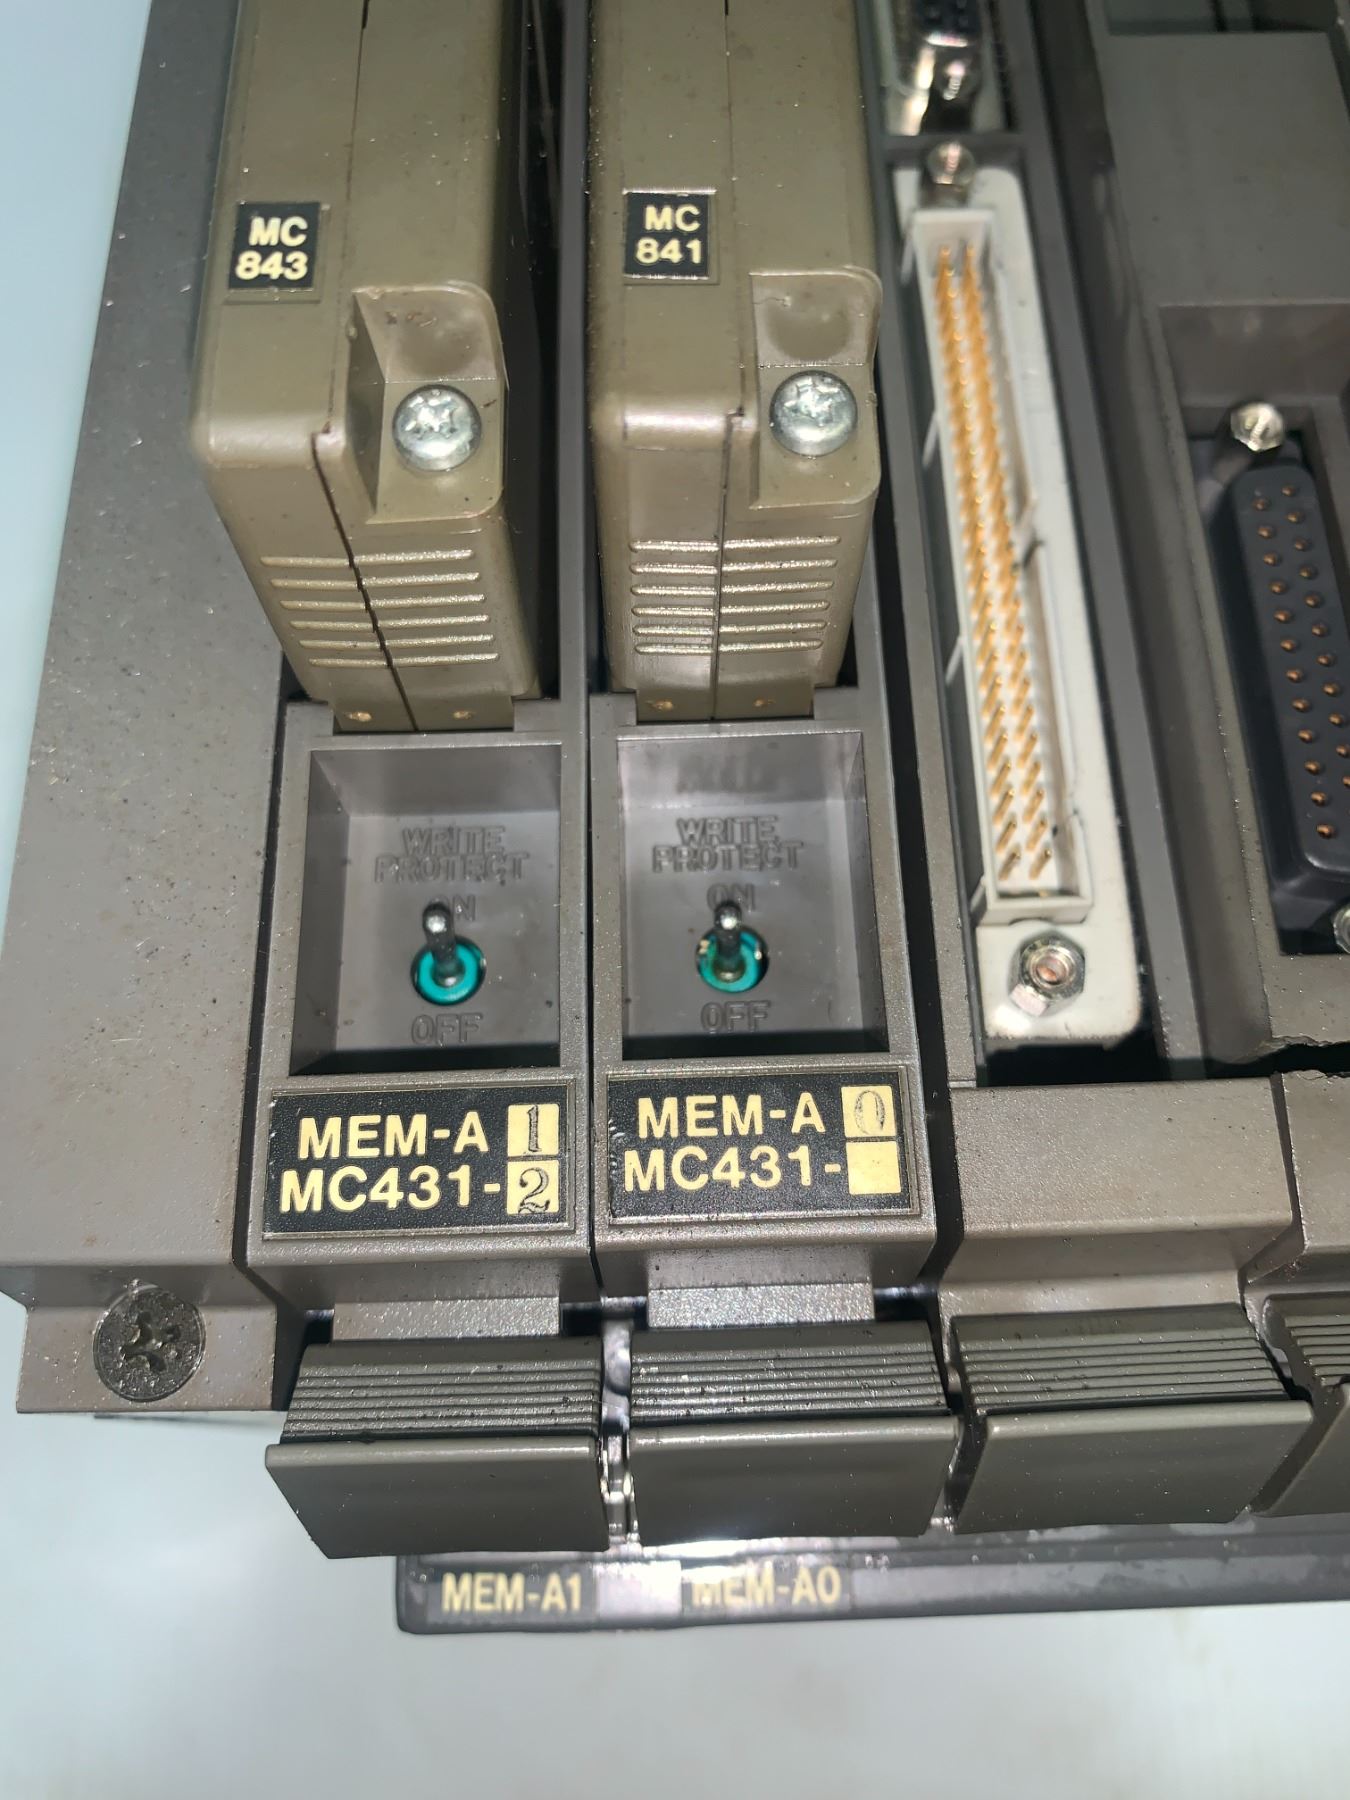 MC
843
MC
841
WRITE
PROTECT
ON
OFF
WRITE
PROTECT
ON
OFF
MEM-A 1
MC431-2
MEM-A 0
MC431-
MEM-A1
MEM-A0